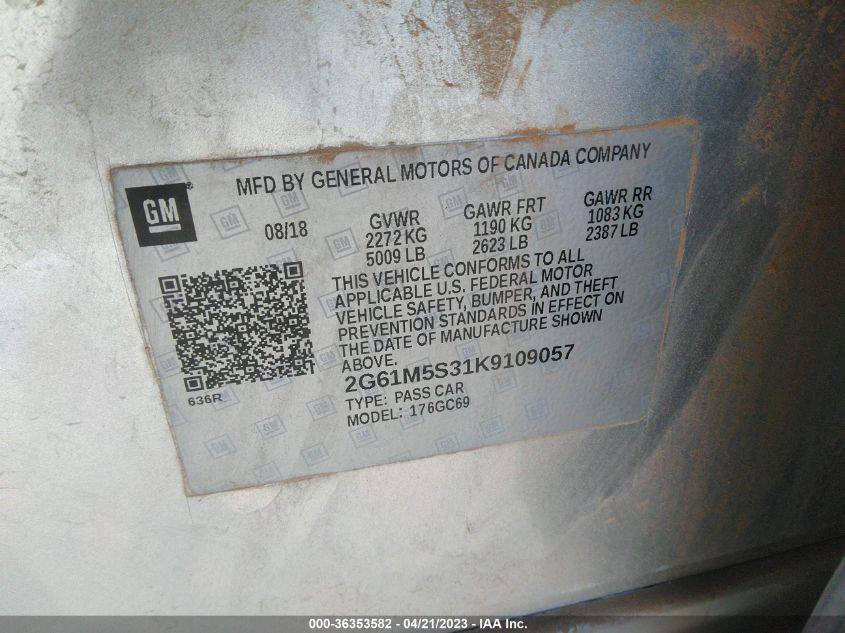 MFD BY GENERAL MOTORS OF CANADA COMPANY
GM®
08/18
GVWR
2272 KG
5009 LB
GAWR FRT
1190 KG
2623 LB
GAWR RR
1083 KG
2387 LB
THIS VEHICLE CONFORMS TO ALL
APPLICABLE U.S. FEDERAL MOTOR
VEHICLE SAFETY, BUMPER, AND THEFT
PREVENTION STANDARDS IN EFFECT ON
THE DATE OF MANUFACTURE SHOWN
ABOVE.
2G61M5S31K9109057
636R
TYPE: PASS CAR
MODEL: 176GC69
000-36353582 - 04/21/2023 - IAA Inc.